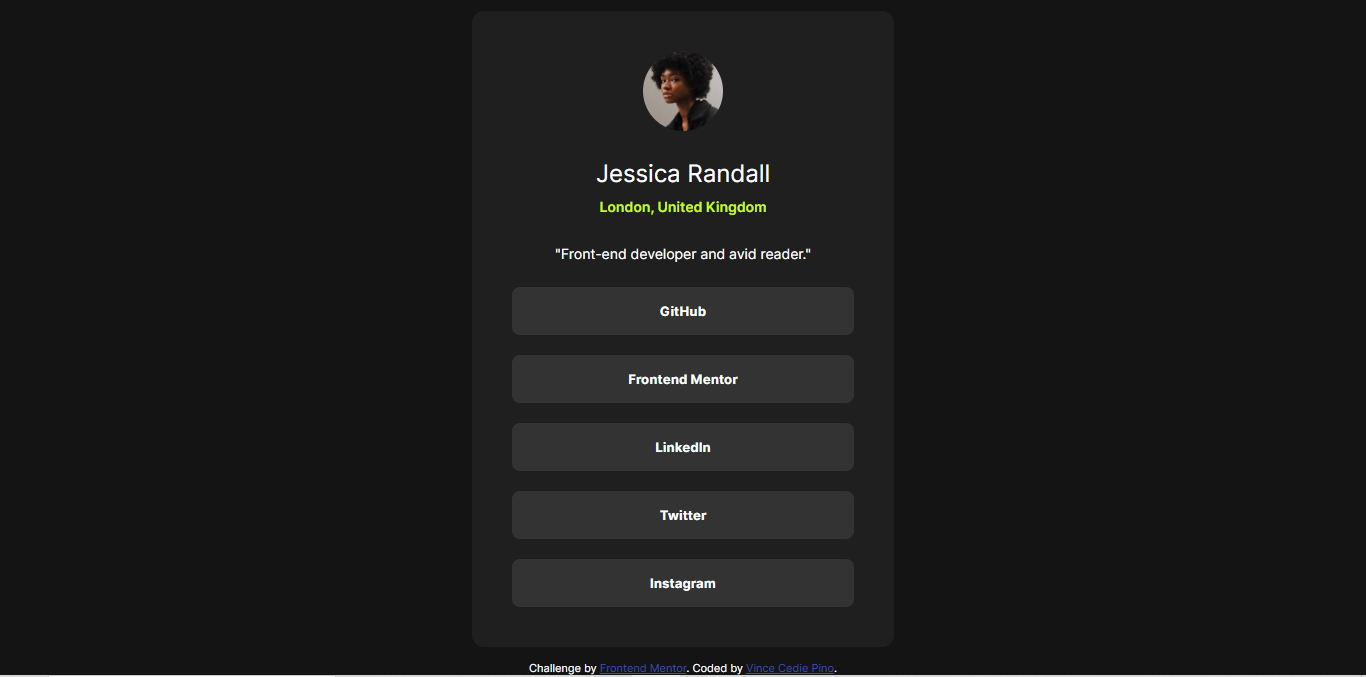 Jessica Randall
London, United Kingdom
"Front-end developer and avid reader."
GitHub
Frontend Mentor
LinkedIn
Twitter
Instagram
Challenge by Frontend Mentor. Coded by Vince Cedie Pino.